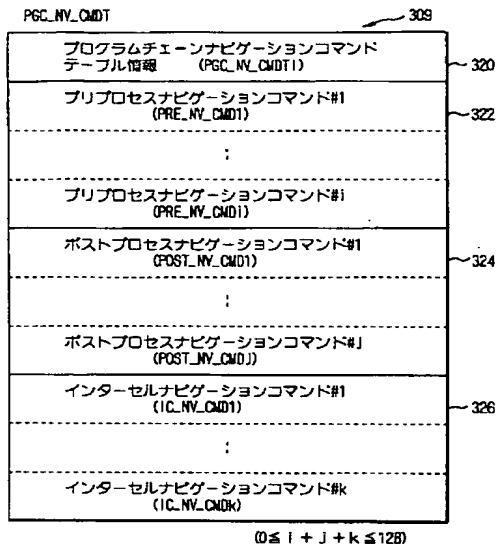 PGC_NV_CMDT
309
プログラムチェーンナビゲーションコマンド
テーブル情報 (PGC_NV_CMDTI)
320
プリプロセスナビゲーションコマンド#1
322
(PRE_NV_CMD1)
:
プリプロセスナビゲーションコマンド#i
(PRE_NV_CMDi)
ポストプロセスナビゲーションコマンド#1
324
(POST_NV_CMD1)
:
ポストプロセスナビゲーションコマンド#J
(POST_NV_CMDJ)
インターセルナビゲーションコマンド#1
326
(IC_NV_CMD1)
:
インターセルナビゲーションコマンド#k
(IC_NV_CMDk)
(0≦ i + J + k ≦128)